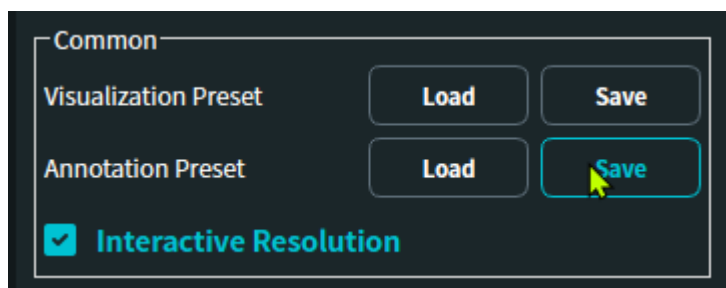 Common
Visualization Preset Load Save
Annotation Preset Load Save
Interactive Resolution